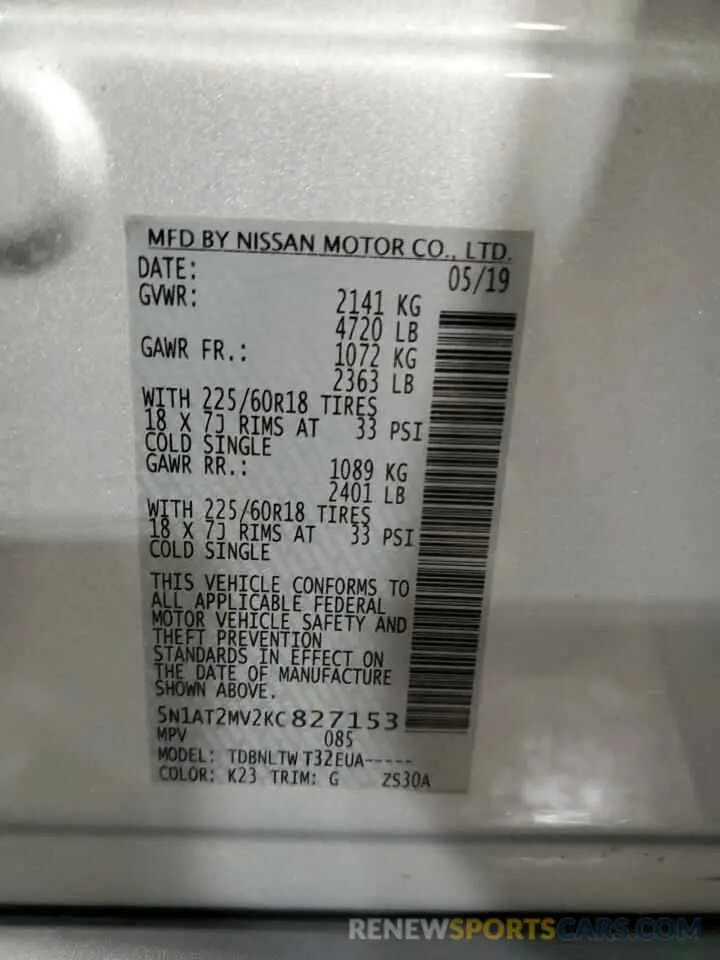 MFD BY NISSAN MOTOR CO., LTD.
DATE: 05/19
GVWR: 2141 KG
4720 LB
GAWR FR.: 1072 KG
2363 LB
WITH 225/60R18 TIRES
18 X 7J RIMS AT 33 PSI
COLD SINGLE
GAWR RR.: 1089 KG
2401 LB
WITH 225/60R18 TIRES
18 X 7J RIMS AT 33 PSI
COLD SINGLE
THIS VEHICLE CONFORMS TO
ALL APPLICABLE FEDERAL
MOTOR VEHICLE SAFETY AND
THEFT PREVENTION
STANDARDS IN EFFECT ON
THE DATE OF MANUFACTURE
SHOWN ABOVE.
5N1AT2MV2KC827153
MPV 085
MODEL: TDBNLTW T32EUA-----
COLOR: K23 TRIM: G ZS30A
RENEWSPORTSCARS.COM